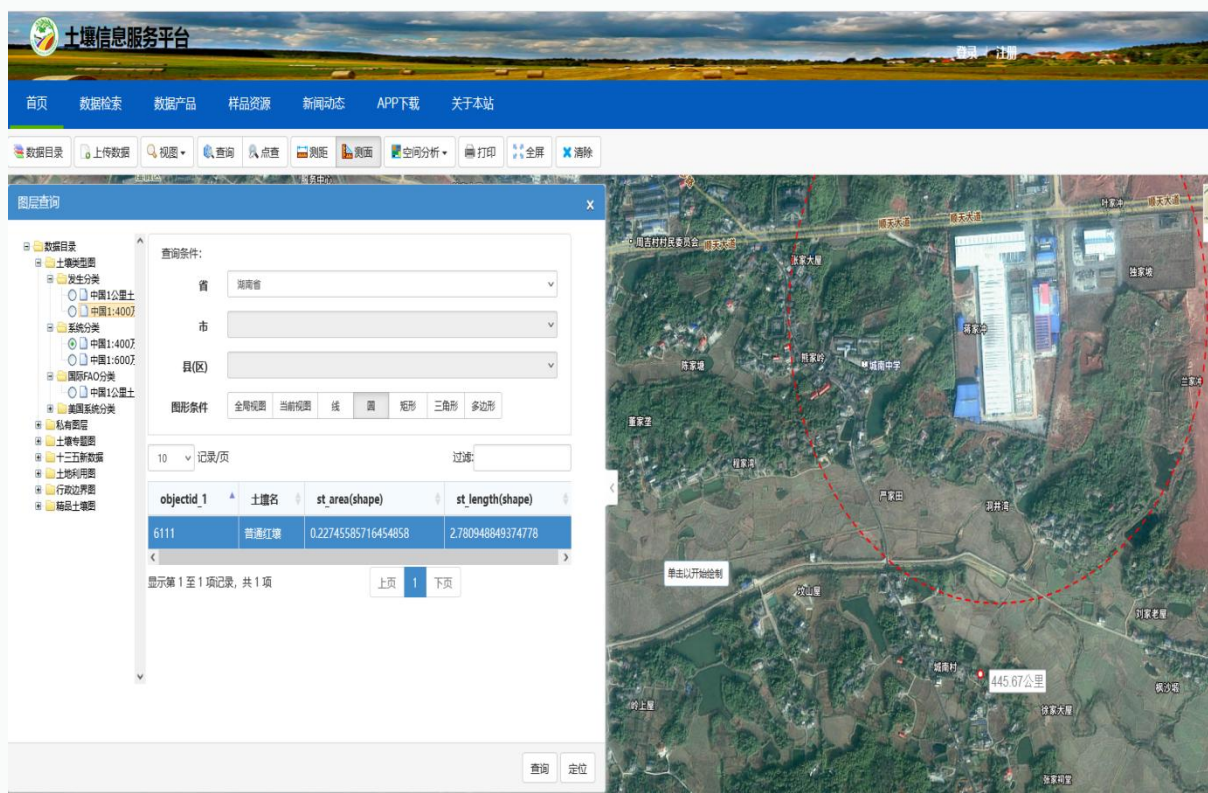 土壤信息服务平台
登录 注册
首页 数据检索 数据产品 样品资源 新闻动态 APP下载 关于本站
数据目录 上传数据 视图 查询 点查 测距 测面 空间分析 打印 全屏 清除
图层查询 x
数据目录
土壤类型图
发生分类
中国1公里土
中国1:400万
系统分类
中国1:400万
中国1:600万
国际FAO分类
中国1公里土
美国系统分类
私有图层
土壤专题图
十三五新数据
土地利用图
行政边界图
精品土壤图
查询条件:
省 湖南省
市
县(区)
图形条件 全局视图 当前视图 线 圆 矩形 三角形 多边形
10 记录/页 过滤:
objectid_1 土壤名 st_area(shape) st_length(shape)
6111 普通红壤 0.22745585716454858 2.780948849374778
显示第 1 至 1 项记录，共 1 项 上页 1 下页
查询 定位
叶家冲 顺天大道
顺天大道 顺天大道
周吉村村民委员会 顺天大道
张家大屋
独家坡
蒋家冲
熊家岭
陈家塘 城南中学
兰家冲
董家垄
程家湾
严家田
洞井湾
单击以开始绘制
坟山屋
刘家老屋
城南村
445.67公里
枫沙坡
岭上屋
徐家大屋
张家祠堂